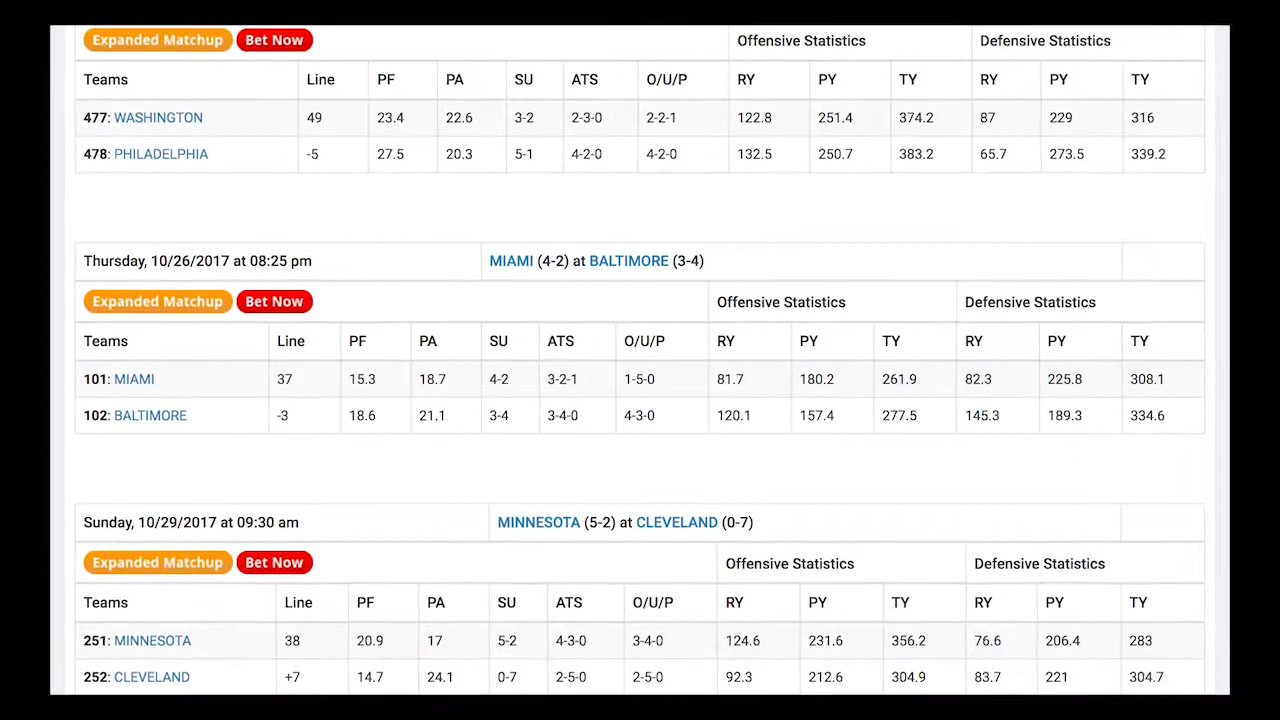 Expanded Matchup Bet Now Offensive Statistics Defensive Statistics
Teams Line PF PA SU ATS O/U/P RY PY TY RY PY TY
477: WASHINGTON 49 23.4 22.6 3-2 2-3-0 2-2-1 122.8 251.4 374.2 87 229 316
478: PHILADELPHIA -5 27.5 20.3 5-1 4-2-0 4-2-0 132.5 250.7 383.2 65.7 273.5 339.2
Thursday, 10/26/2017 at 08:25 pm MIAMI (4-2) at BALTIMORE (3-4)
Expanded Matchup Bet Now Offensive Statistics Defensive Statistics
Teams Line PF PA SU ATS O/U/P RY PY TY RY PY TY
101: MIAMI 37 15.3 18.7 4-2 3-2-1 1-5-0 81.7 180.2 261.9 82.3 225.8 308.1
102: BALTIMORE -3 18.6 21.1 3-4 3-4-0 4-3-0 120.1 157.4 277.5 145.3 189.3 334.6
Sunday, 10/29/2017 at 09:30 am MINNESOTA (5-2) at CLEVELAND (0-7)
Expanded Matchup Bet Now Offensive Statistics Defensive Statistics
Teams Line PF PA SU ATS O/U/P RY PY TY RY PY TY
251: MINNESOTA 38 20.9 17 5-2 4-3-0 3-4-0 124.6 231.6 356.2 76.6 206.4 283
252: CLEVELAND +7 14.7 24.1 0-7 2-5-0 2-5-0 92.3 212.6 304.9 83.7 221 304.7